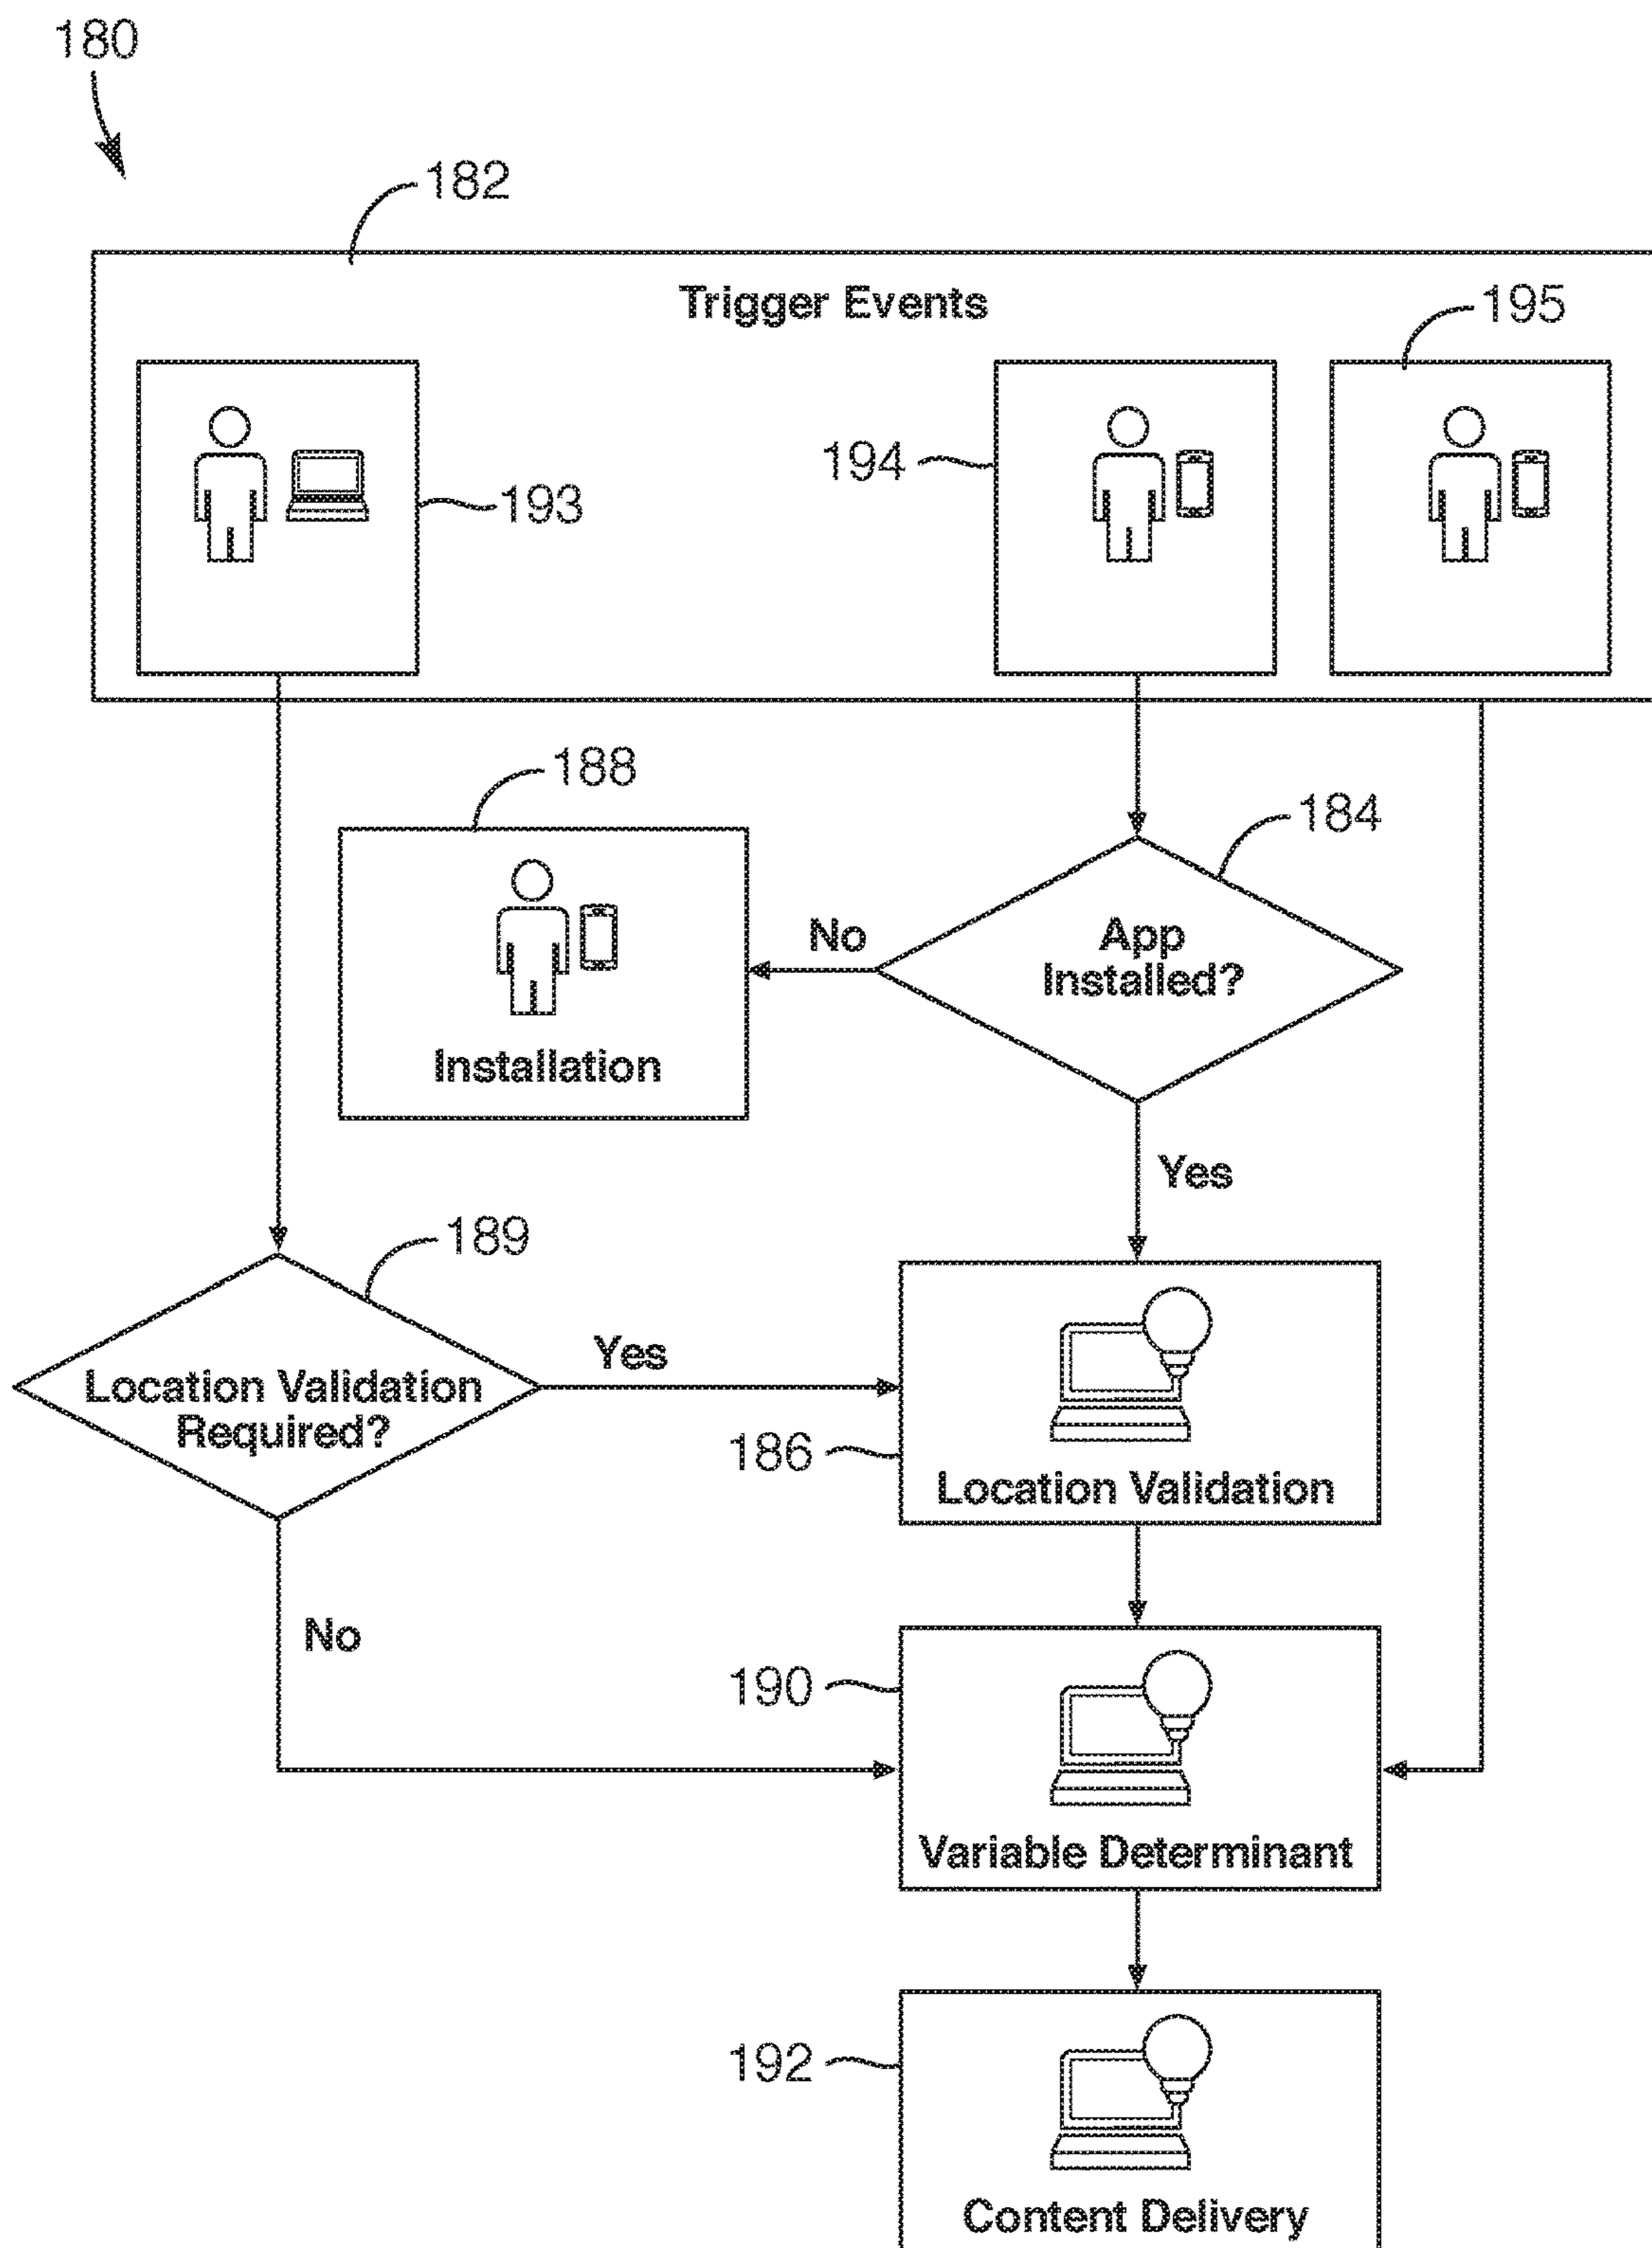 180
182
Trigger Events
195
194
193
188
184
No
App
Installed?
Installation
Yes
189
Yes
Location Validation
Required?
186
Location Validation
No
190
Variable Determinant
192
Content Delivery